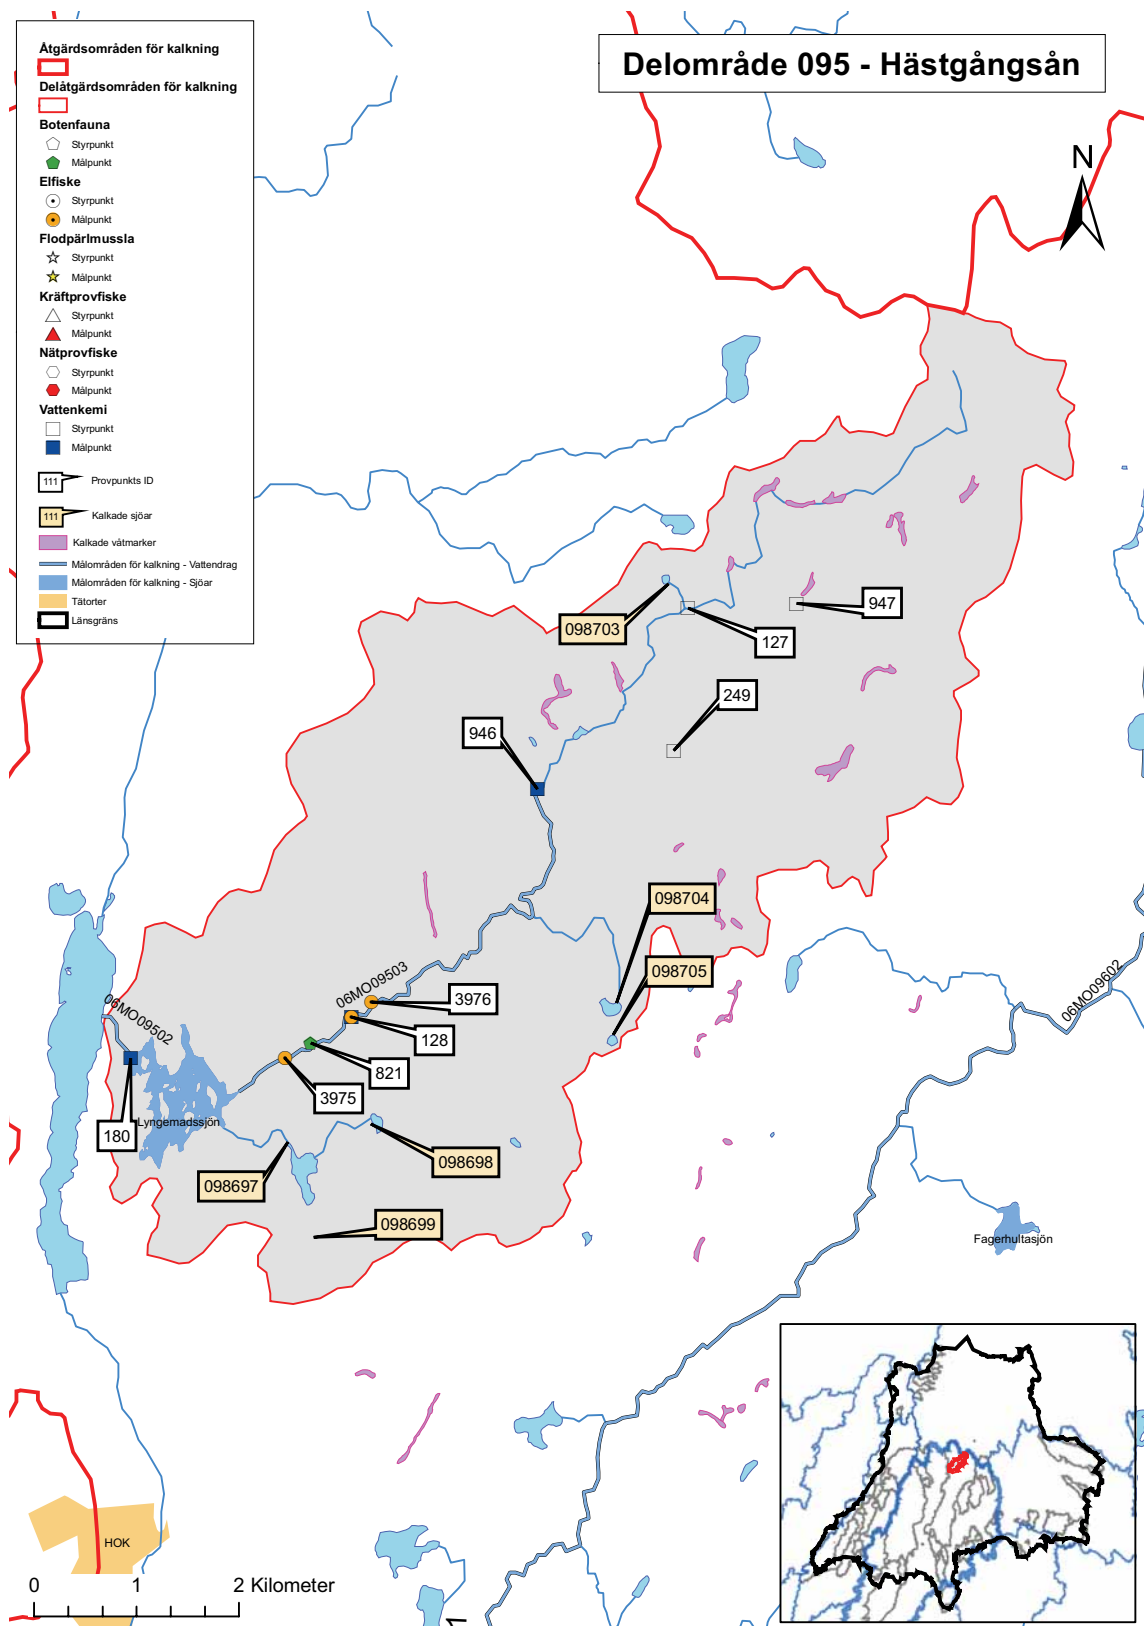 Delområde 095 - Hästgångsån
Åtgärdsområden för kalkning
Delåtgärdsområden för kalkning
Botenfauna
Styrpunkt
Målpunkt
Elfiske
Styrpunkt
Målpunkt
Flodpärlmussla
Styrpunkt
Målpunkt
Kräftprovfiske
Styrpunkt
Målpunkt
Nätprovfiske
Styrpunkt
Målpunkt
Vattenkemi
Styrpunkt
Målpunkt
111 Provpunkts ID
111 Kalkade sjöar
Kalkade våtmarker
Målområden för kalkning - Vattendrag
Målområden för kalkning - Sjöar
Tätorter
Länsgräns
N
098703
947
127
249
946
098704
098705
06MO09503
06MO09502
06MO09602
3976
128
821
3975
180
Lyngemadssjön
098698
098697
098699
Fagerhultasjön
HOK
0 1 2 Kilometer
1